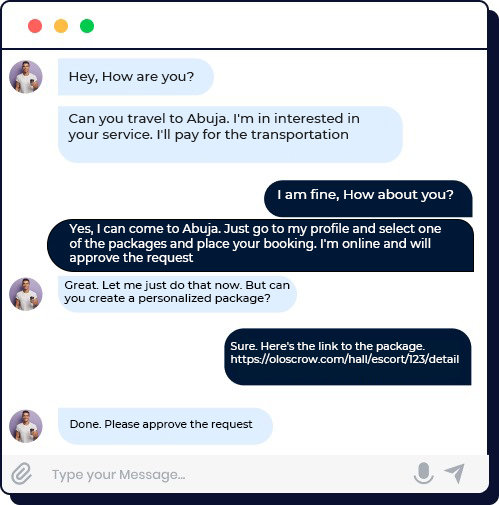 Hey, How are you?
Can you travel to Abuja. I'm in interested in
your service. I'll pay for the transportation
I am fine, How about you?
Yes, I can come to Abuja. Just go to my profile and select one
of the packages and place your booking. I'm online and will
approve the request
Great. Let me just do that now. But can
you create a personalized package?
Sure. Here's the link to the package.
https://oloscrow.com/hall/escort/123/detail
Done. Please approve the request
Type your Message...